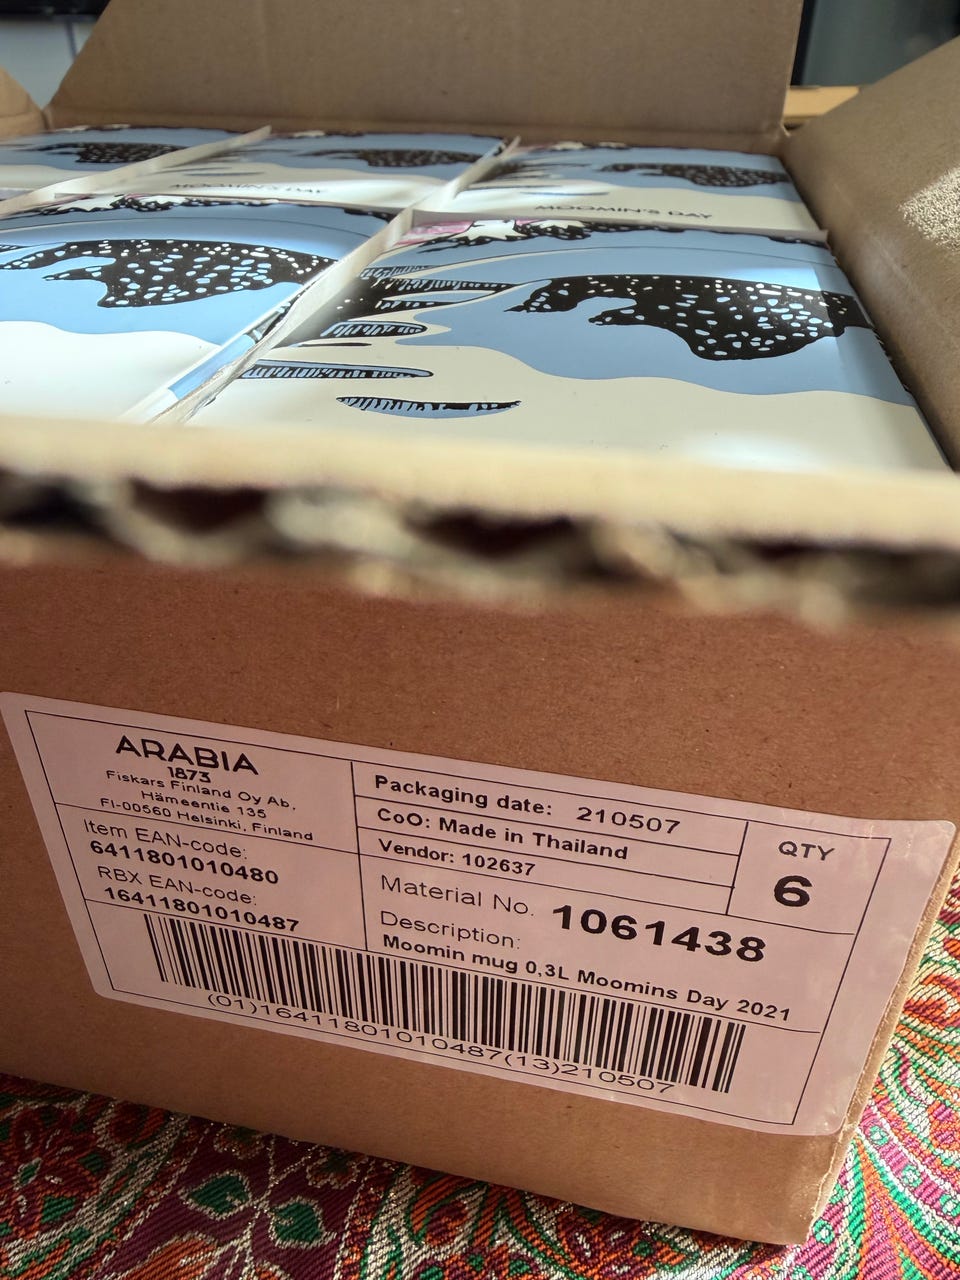 MOOMIN'S DAY
MOOMIN'S DAY
ARABIA
1873
Fiskars Finland Oy Ab,
Hämeentie 135
FI-00560 Helsinki, Finland
Item EAN-code:
6411801010480
RBX EAN-code:
16411801010487
Packaging date: 210507
CoO: Made in Thailand
Vendor: 102637
QTY
6
Material No. 1061438
Description:
Moomin mug 0,3L Moomins Day 2021
(01)16411801010487(13)210507